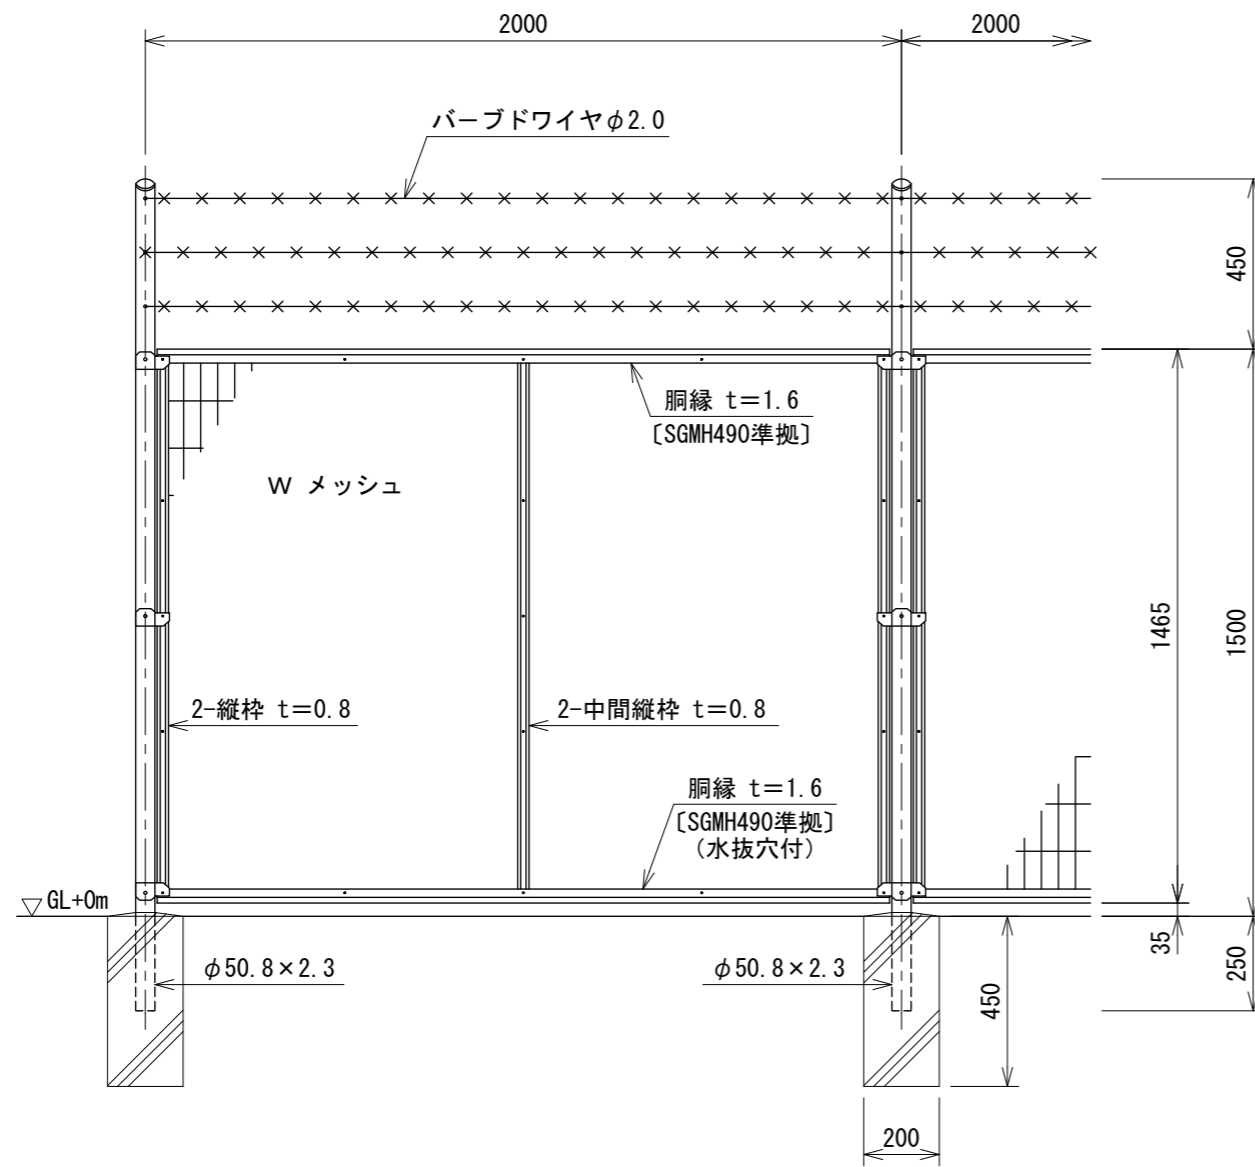 2000
2000
バーブドワイヤφ2.0
450
胴縁 t=1.6
〔SGMH490準拠〕
W メッシュ
1465
1500
2-縦枠 t=0.8
2-中間縦枠 t=0.8
胴縁 t=1.6
〔SGMH490準拠〕
(水抜穴付)
GL+0m
35
250
φ50.8×2.3
φ50.8×2.3
450
200